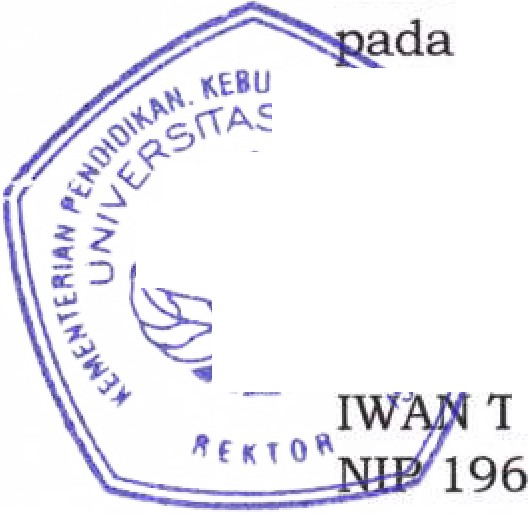 pada
KEMENTERIAN PENDIDIKAN, KEBU
UNIVERSITAS
REKTOR
IWAN T
NIP 196